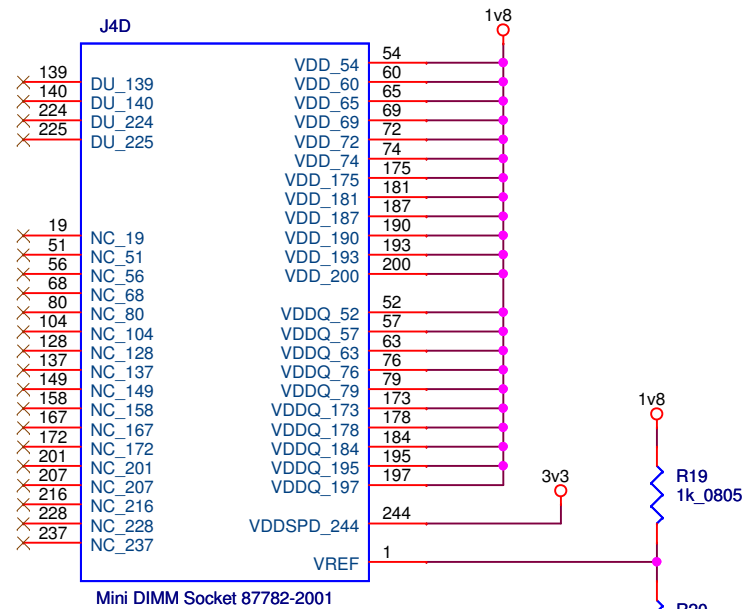 J4D
1v8
139 DU_139
140 DU_140
224 DU_224
225 DU_225
19 NC_19
51 NC_51
56 NC_56
68 NC_68
80 NC_80
104 NC_104
128 NC_128
137 NC_137
149 NC_149
158 NC_158
167 NC_167
172 NC_172
201 NC_201
207 NC_207
216 NC_216
228 NC_228
237 NC_237
VDD_54 54
VDD_60 60
VDD_65 65
VDD_69 69
VDD_72 72
VDD_74 74
VDD_175 175
VDD_181 181
VDD_187 187
VDD_190 190
VDD_193 193
VDD_200 200
VDDQ_52 52
VDDQ_57 57
VDDQ_63 63
VDDQ_76 76
VDDQ_79 79
VDDQ_173 173
VDDQ_178 178
VDDQ_184 184
VDDQ_195 195
VDDQ_197 197
VDDSPD_244 244
VREF 1
3v3
1v8
R19
1k_0805
Mini DIMM Socket 87782-2001